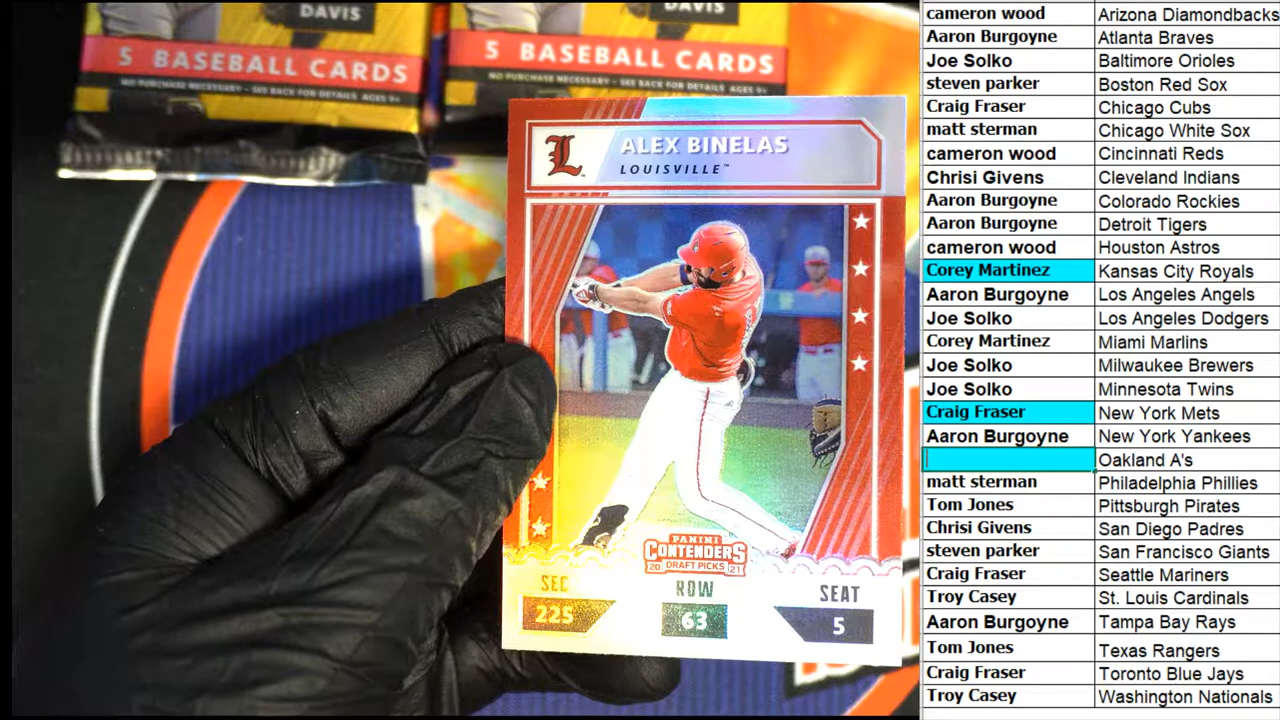 DAVIS
5 BASEBALL CARDS
NO PURCHASE NECESSARY - SEE BACK FOR DETAILS AGES 9+
DAVIS
5 BASEBALL CARDS
NO PURCHASE NECESSARY - SEE BACK FOR DETAILS AGES 9+
L
ALEX BINELAS
LOUISVILLE™
PANINI
CONTENDERS
20 DRAFT PICKS 21
SEC ROW SEAT
225 63 5
cameron wood Arizona Diamondbacks
Aaron Burgoyne Atlanta Braves
Joe Solko Baltimore Orioles
steven parker Boston Red Sox
Craig Fraser Chicago Cubs
matt sterman Chicago White Sox
cameron wood Cincinnati Reds
Chrisi Givens Cleveland Indians
Aaron Burgoyne Colorado Rockies
Aaron Burgoyne Detroit Tigers
cameron wood Houston Astros
Corey Martinez Kansas City Royals
Aaron Burgoyne Los Angeles Angels
Joe Solko Los Angeles Dodgers
Corey Martinez Miami Marlins
Joe Solko Milwaukee Brewers
Joe Solko Minnesota Twins
Craig Fraser New York Mets
Aaron Burgoyne New York Yankees
Oakland A's
matt sterman Philadelphia Phillies
Tom Jones Pittsburgh Pirates
Chrisi Givens San Diego Padres
steven parker San Francisco Giants
Craig Fraser Seattle Mariners
Troy Casey St. Louis Cardinals
Aaron Burgoyne Tampa Bay Rays
Tom Jones Texas Rangers
Craig Fraser Toronto Blue Jays
Troy Casey Washington Nationals